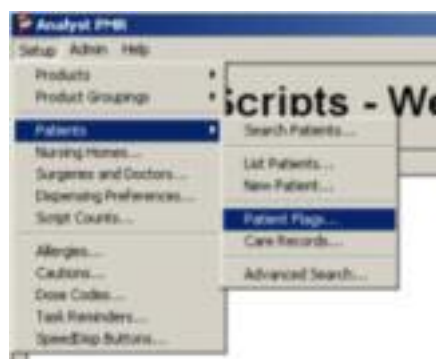 Analyst PMR
Setup Admin Help
Products
Product Groupings
Patients
Nursing Homes...
Surgeries and Doctors...
Dispensing Preferences...
Script Counts...
Allergies...
Cautions...
Dose Codes...
Task Reminders...
SpeedDisp Buttons...
Scripts - We
Search Patients...
List Patients...
New Patient...
Patient Flags...
Care Records...
Advanced Search...